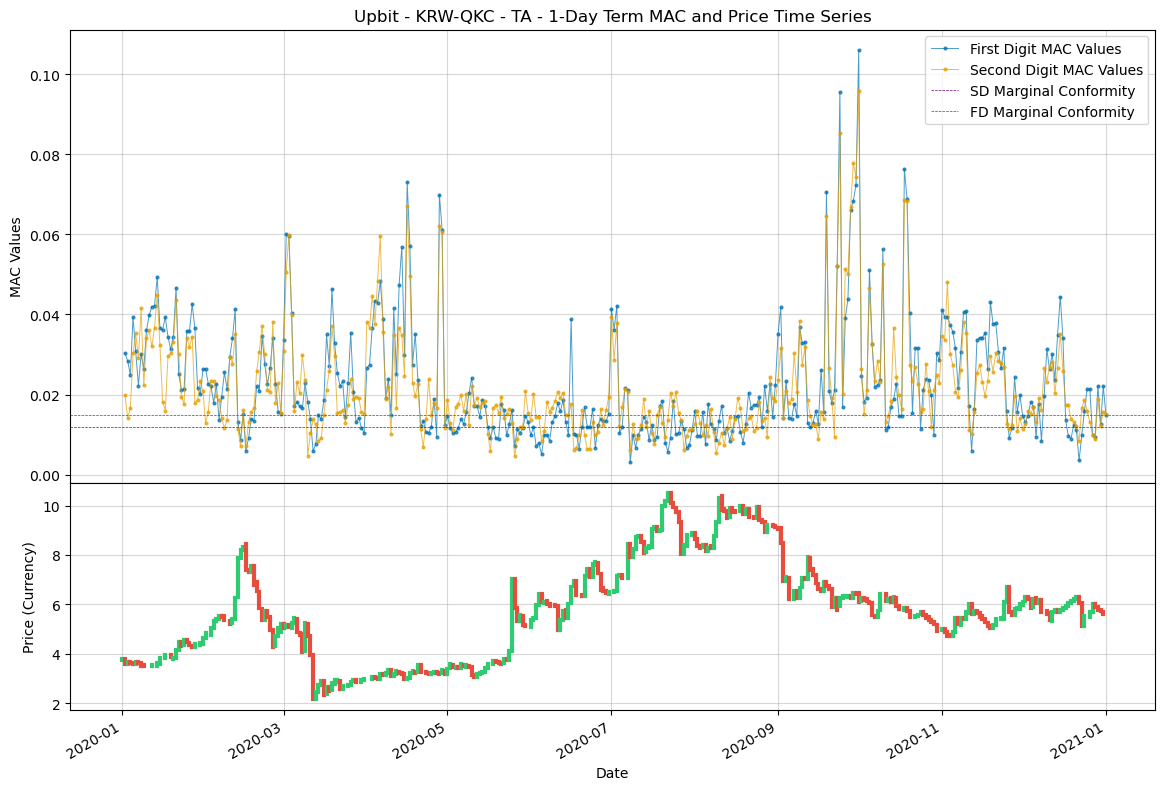 Upbit - KRW-QKC - TA - 1-Day Term MAC and Price Time Series
First Digit MAC Values
Second Digit MAC Values
SD Marginal Conformity
FD Marginal Conformity
MAC Values
0.10
0.08
0.06
0.04
0.02
0.00
Price (Currency)
10
8
6
4
2
2020-01
2020-03
2020-05
2020-07
2020-09
2020-11
2021-01
Date